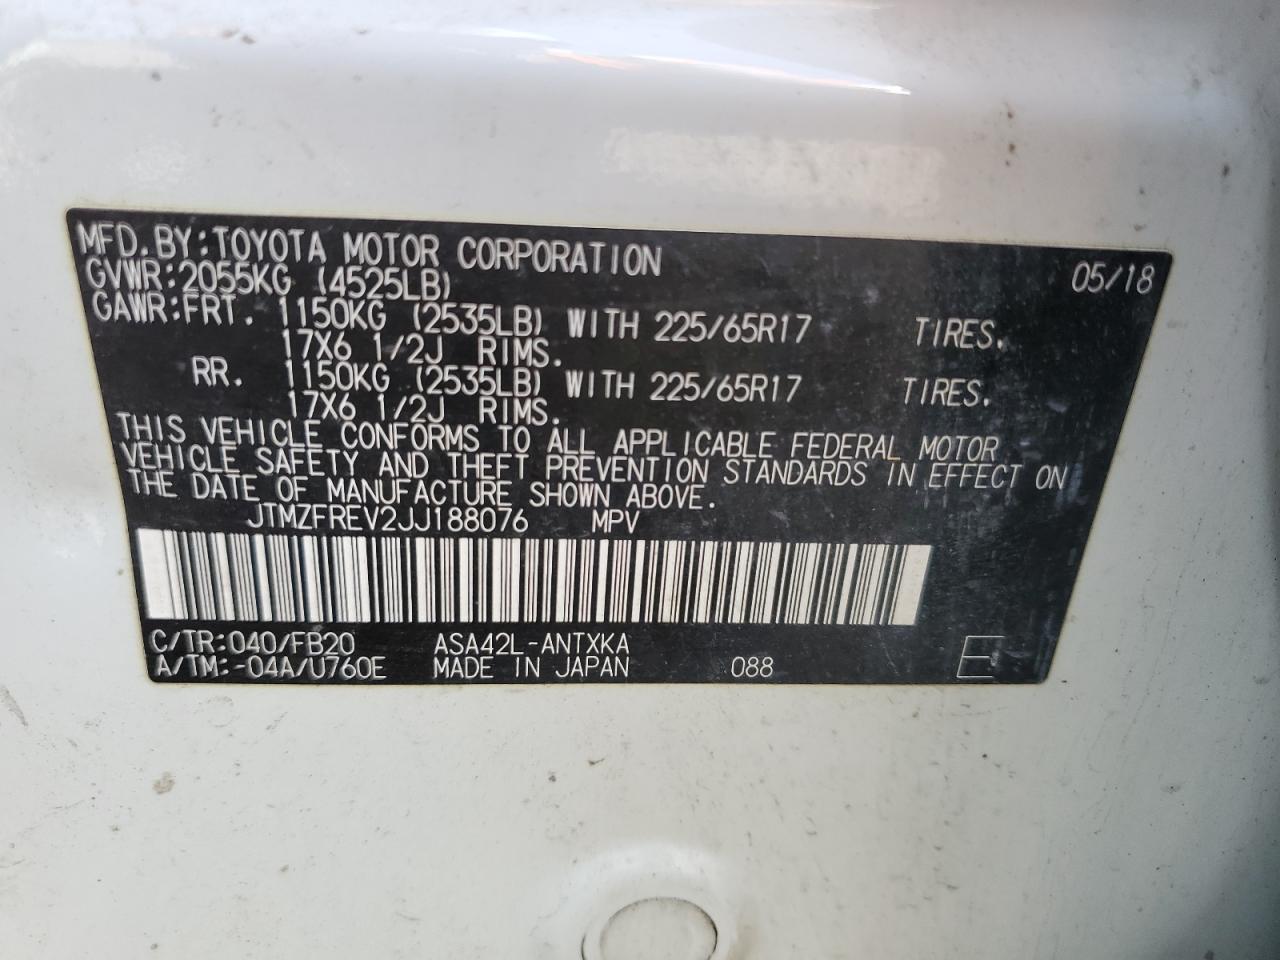 MFD.BY:TOYOTA MOTOR CORPORATION 05/18
GVWR:2055KG (4525LB)
GAWR:FRT. 1150KG (2535LB) WITH 225/65R17 TIRES.
17X6 1/2J RIMS.
RR. 1150KG (2535LB) WITH 225/65R17 TIRES.
17X6 1/2J RIMS.
THIS VEHICLE CONFORMS TO ALL APPLICABLE FEDERAL MOTOR
VEHICLE SAFETY AND THEFT PREVENTION STANDARDS IN EFFECT ON
THE DATE OF MANUFACTURE SHOWN ABOVE.
JTMZFREV2JJ188076 MPV
C/TR:040/FB20 ASA42L-ANTXKA
A/TM:-04A/U760E MADE IN JAPAN 088 E